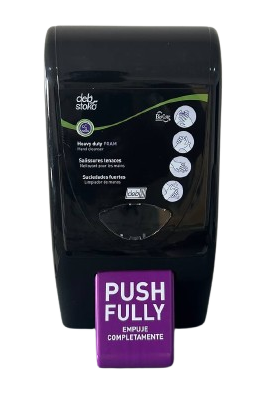 deb
stoko
Heavy duty FOAM
Hand cleanser
Salissures tenaces
Nettoyant pour les mains
Suciedades fuertes
Limpiador de manos
deb
PUSH
FULLY
EMPUJE
COMPLETAMENTE